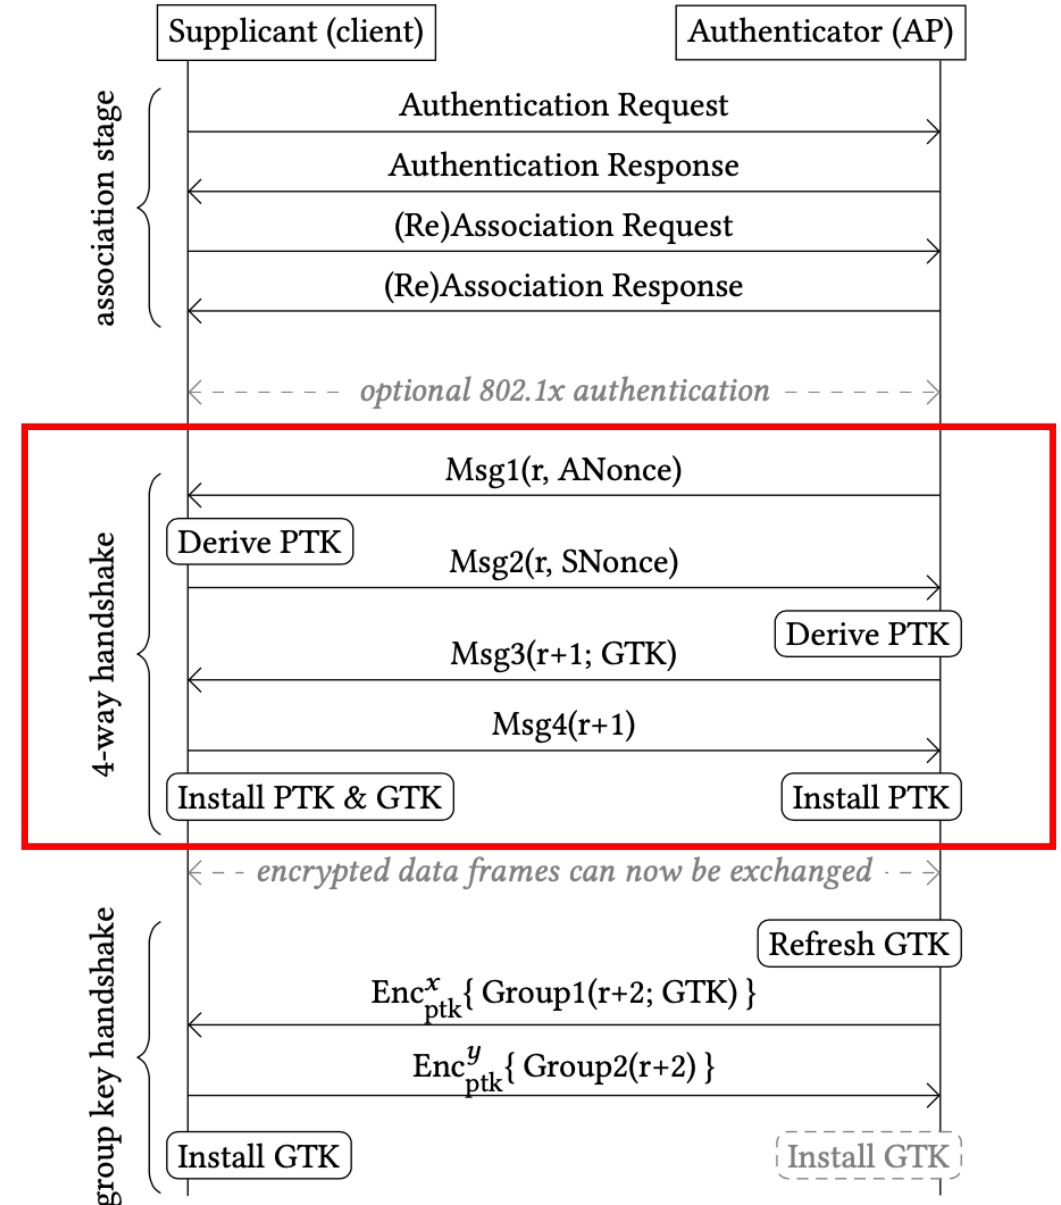 Supplicant (client)
Authenticator (AP)
association stage
Authentication Request
Authentication Response
(Re)Association Request
(Re)Association Response
optional 802.1x authentication
4-way handshake
Msg1(r, ANonce)
Derive PTK
Msg2(r, SNonce)
Derive PTK
Msg3(r+1; GTK)
Msg4(r+1)
Install PTK & GTK
Install PTK
encrypted data frames can now be exchanged
group key handshake
Refresh GTK
Enc^x_ptk{ Group1(r+2; GTK) }
Enc^y_ptk{ Group2(r+2) }
Install GTK
Install GTK